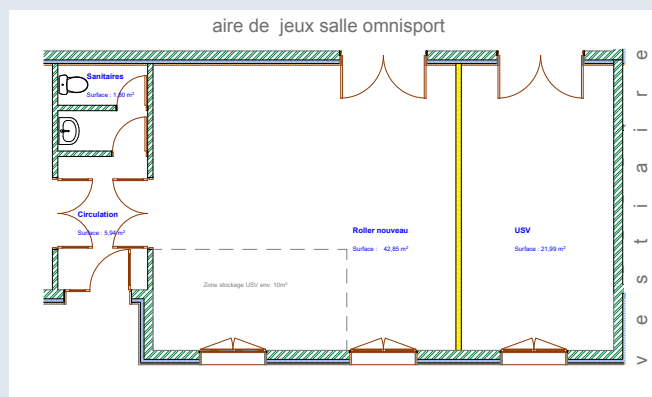 aire de jeux salle omnisport
Sanitaires
Surface : 1,80 m²
Circulation
Surface : 5,94 m²
Roller nouveau
Surface : 42,85 m²
USV
Surface : 21,99 m²
Zone stockage USV env. 10m²
vestiairre